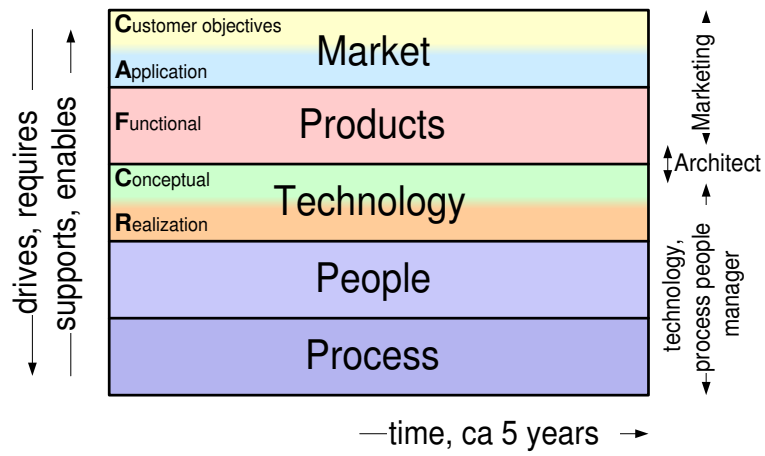 Customer objectives
Market
Application
Functional
Products
Conceptual
Technology
Realization
People
Process
drives, requires
supports, enables
Marketing
Architect
technology,
process people
manager
time, ca 5 years